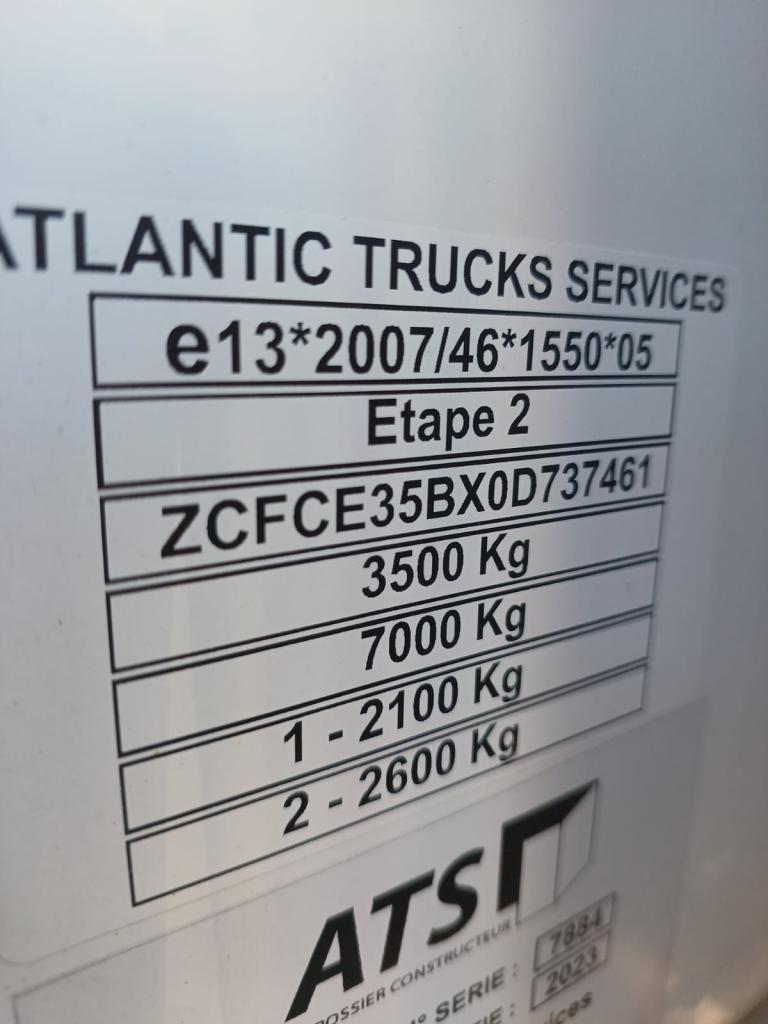 ATLANTIC TRUCKS SERVICES
e13*2007/46*1550*05
Etape 2
ZCFCE35BX0D737461
3500 Kg
7000 Kg
1 - 2100 Kg
2 - 2600 Kg
ATS
DOSSIER CONSTRUCTEUR
N° SERIE : 7884
: 2023